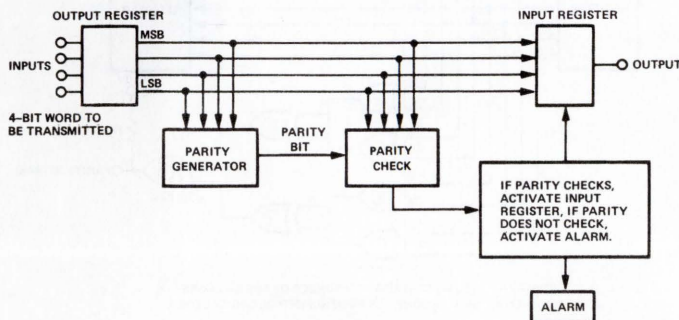 OUTPUT REGISTER
INPUT REGISTER
MSB
INPUTS
OUTPUT
LSB
4-BIT WORD TO
BE TRANSMITTED
PARITY
GENERATOR
PARITY
BIT
PARITY
CHECK
IF PARITY CHECKS,
ACTIVATE INPUT
REGISTER, IF PARITY
DOES NOT CHECK,
ACTIVATE ALARM.
ALARM